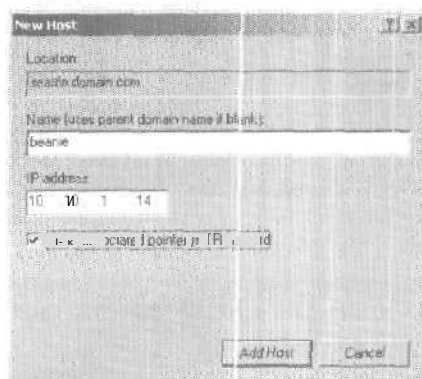 New Host
? x
Location
seattle.domain.com
Name (uses parent domain name if blank):
beanie
IP address
10 1 14
pointer
Add Host
Cancel